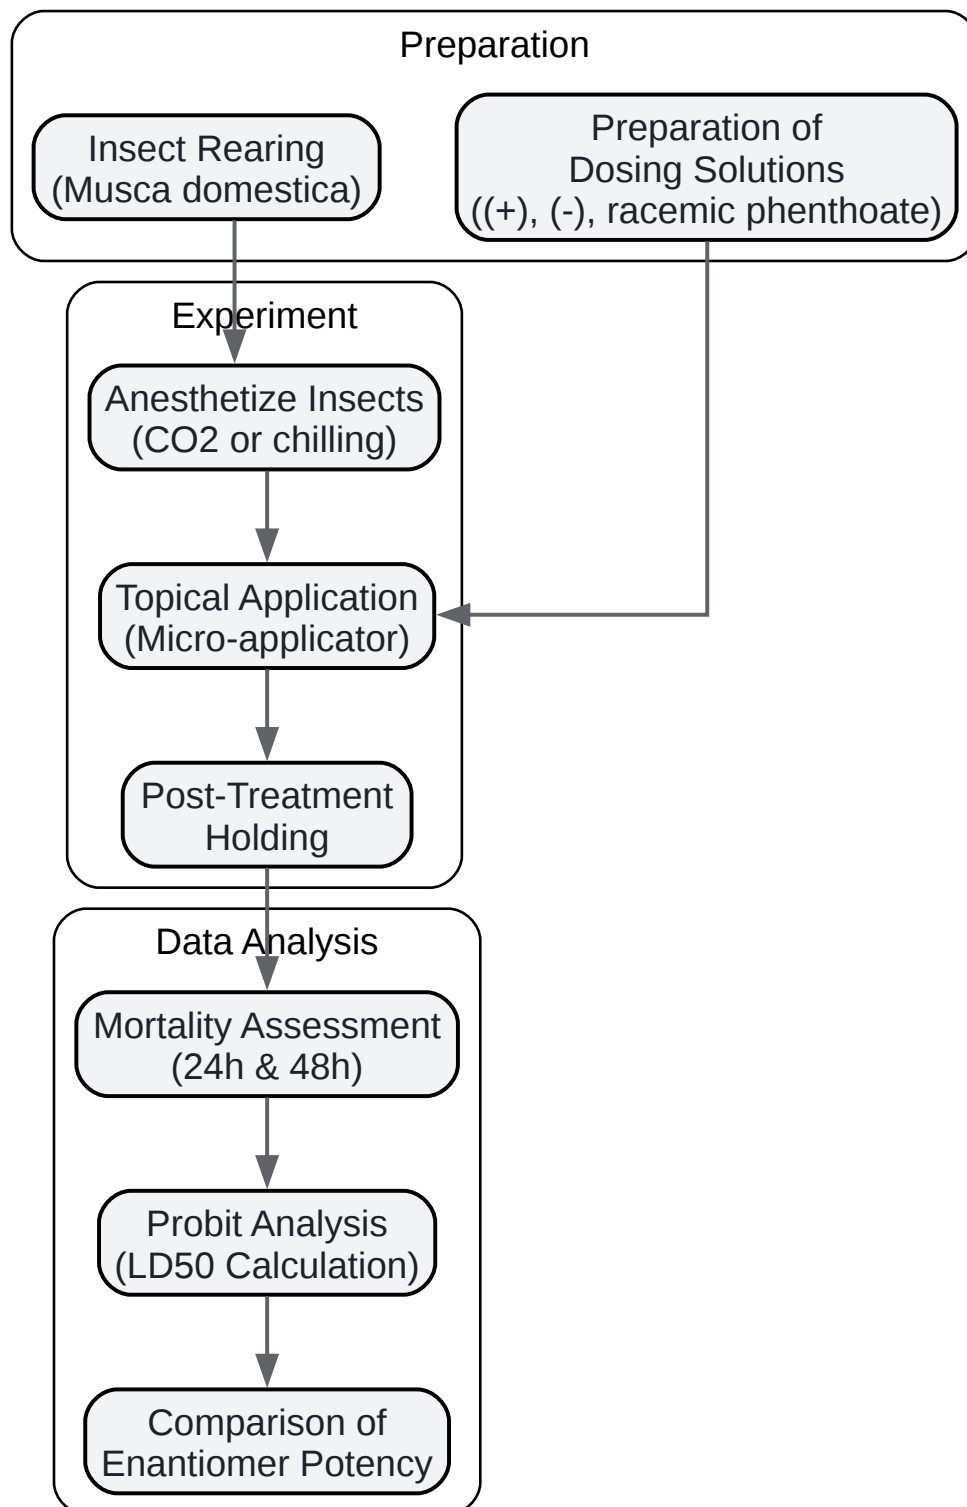 Preparation
Insect Rearing
(Musca domestica)
Preparation of
Dosing Solutions
((+), (-), racemic phenthoate)
Experiment
Anesthetize Insects
(CO2 or chilling)
Topical Application
(Micro-applicator)
Post-Treatment
Holding
Data Analysis
Mortality Assessment
(24h & 48h)
Probit Analysis
(LD50 Calculation)
Comparison of
Enantiomer Potency